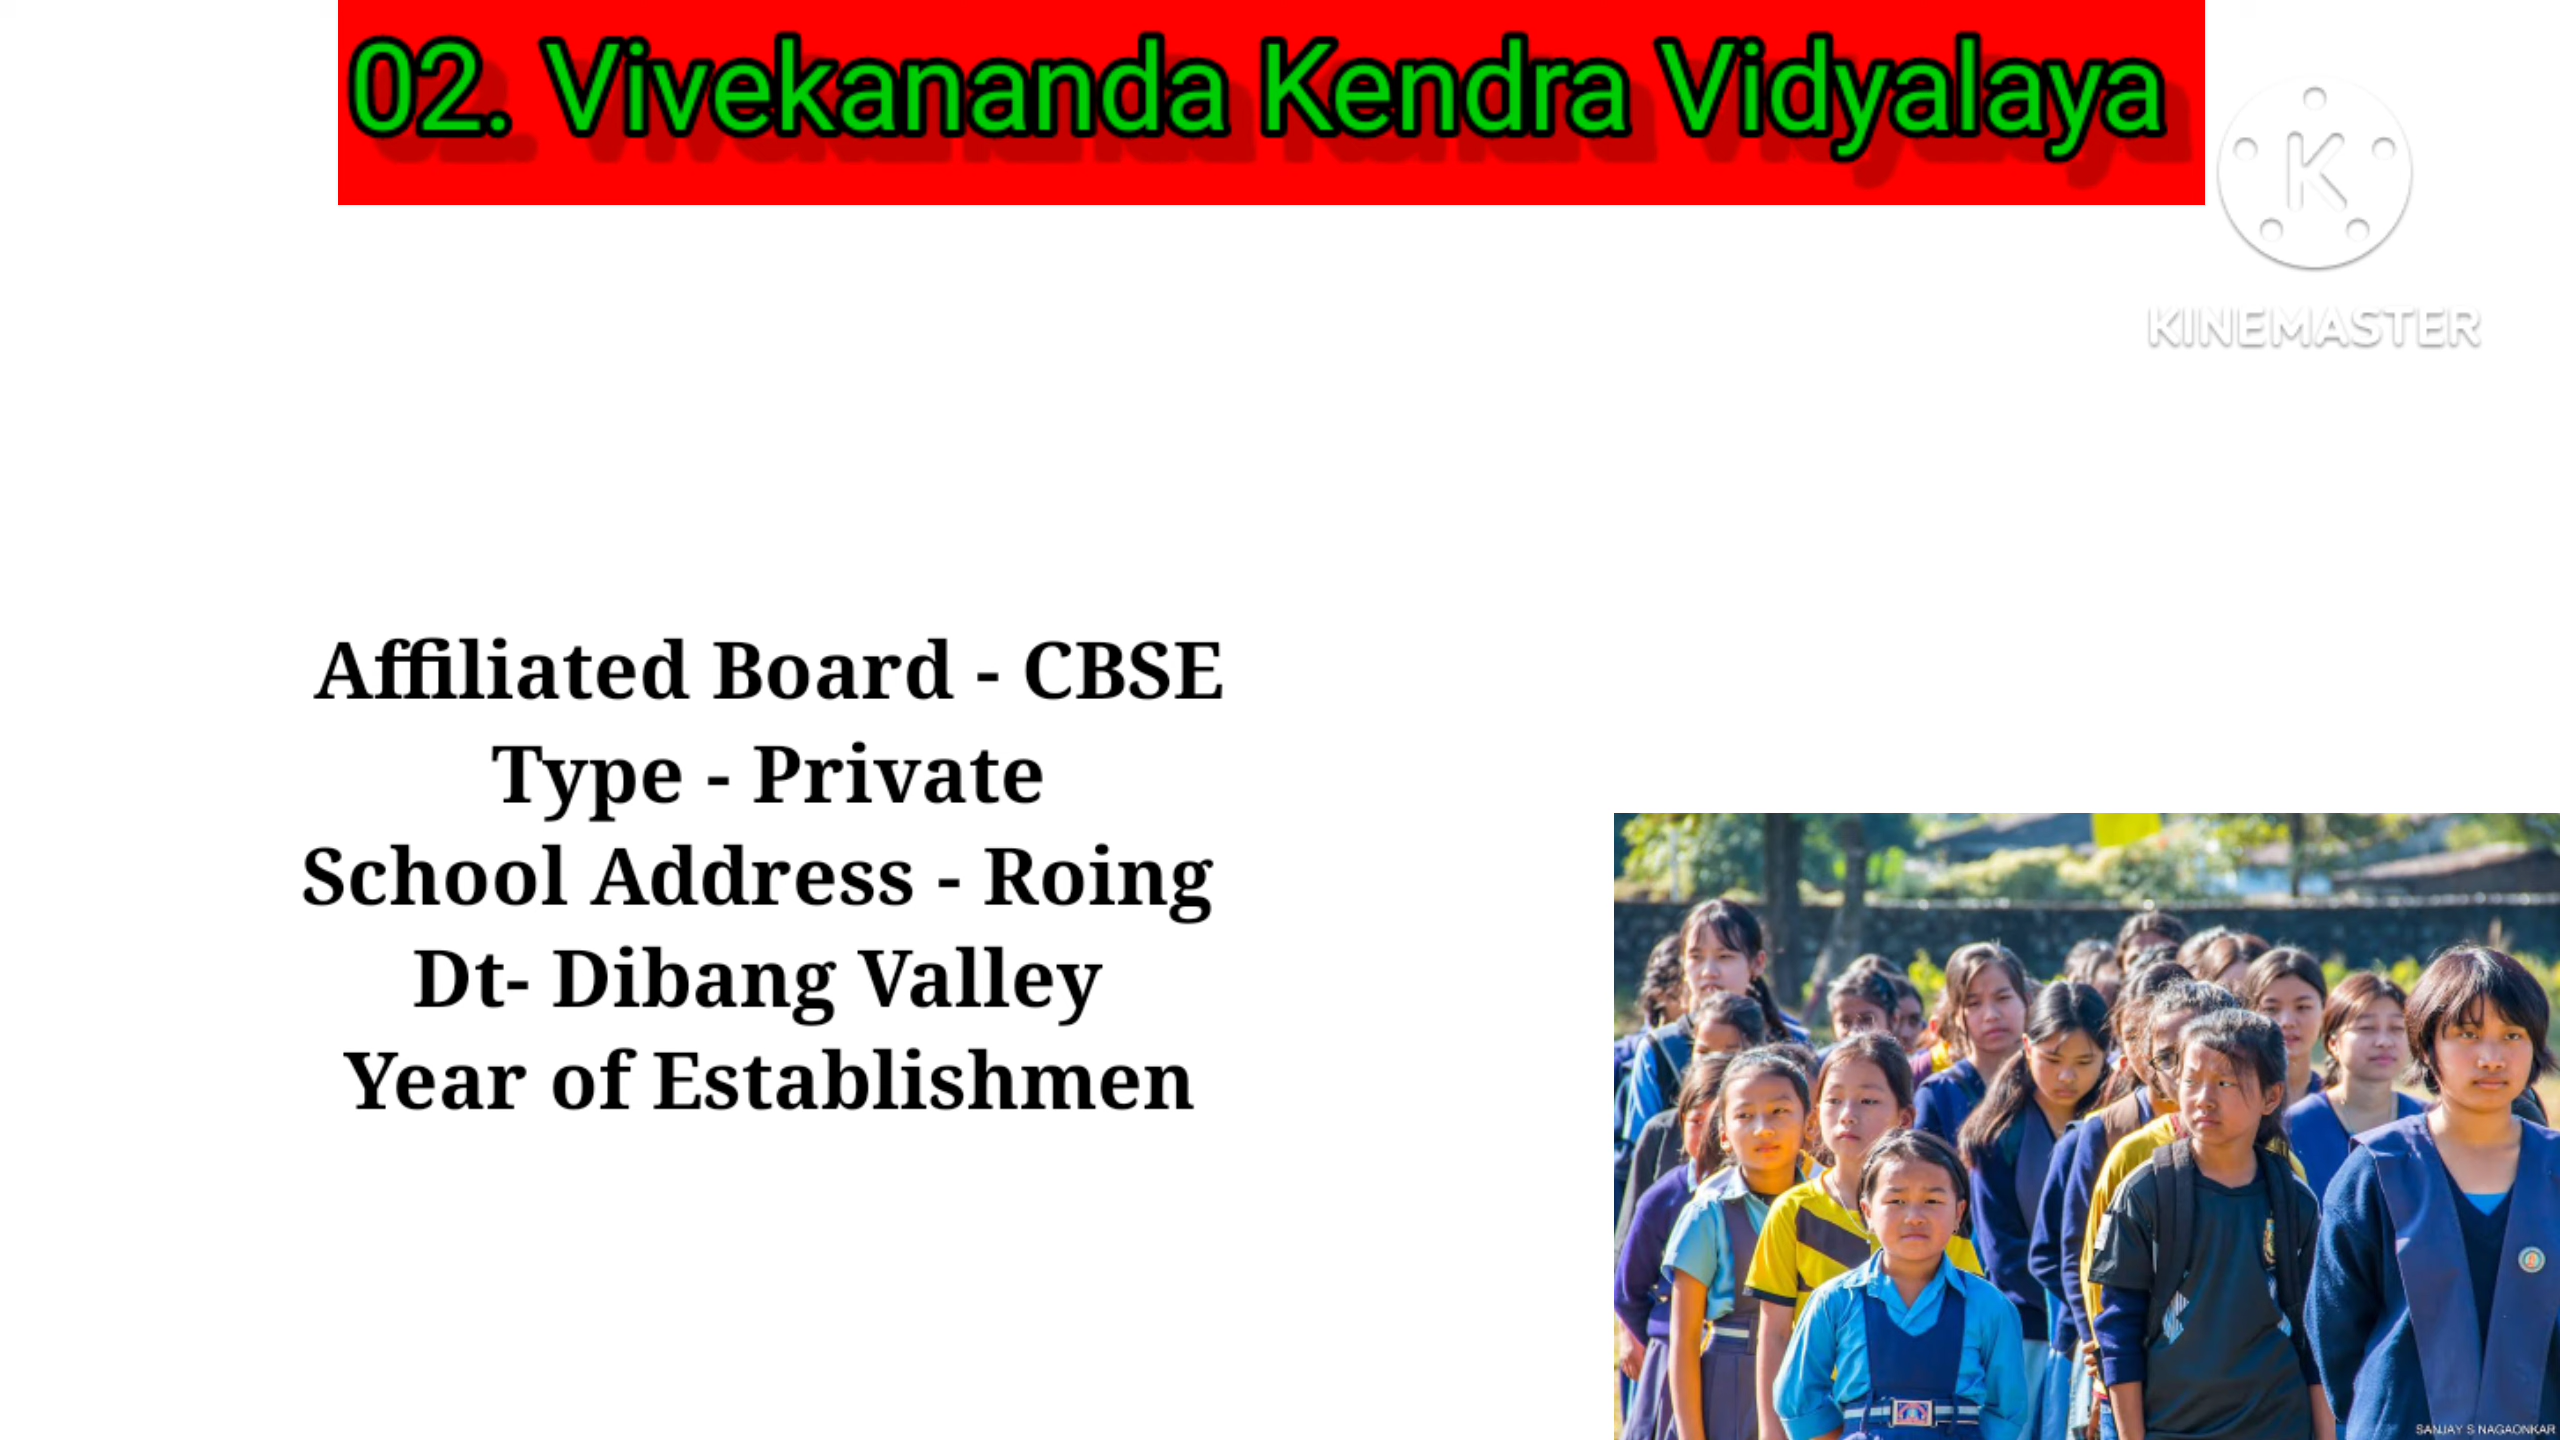 02. Vivekananda Kendra Vidyalaya
K
KINEMASTER
Affiliated Board - CBSE
Type - Private
School Address - Roing
Dt- Dibang Valley
Year of Establishmen
SANJAY S NAGAONKAR